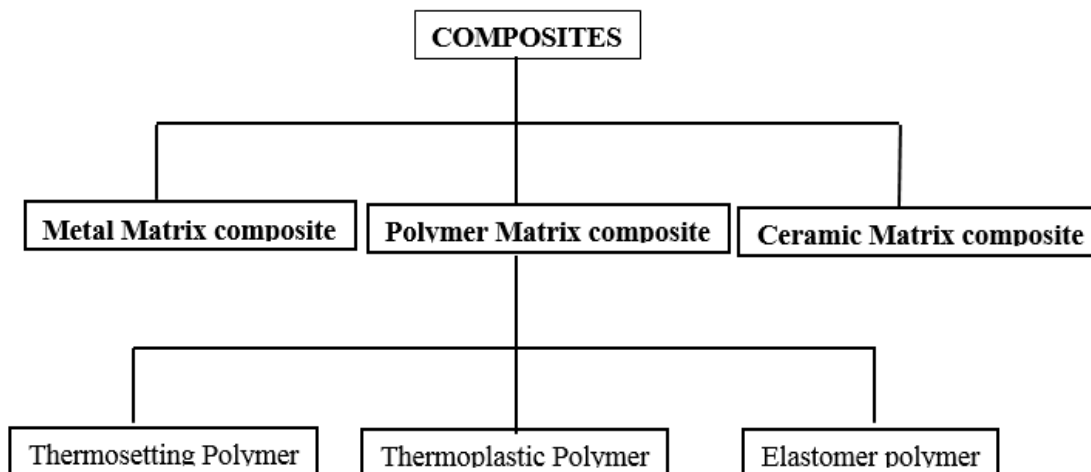 COMPOSITES
Metal Matrix composite
Polymer Matrix composite
Ceramic Matrix composite
Thermosetting Polymer
Thermoplastic Polymer
Elastomer polymer